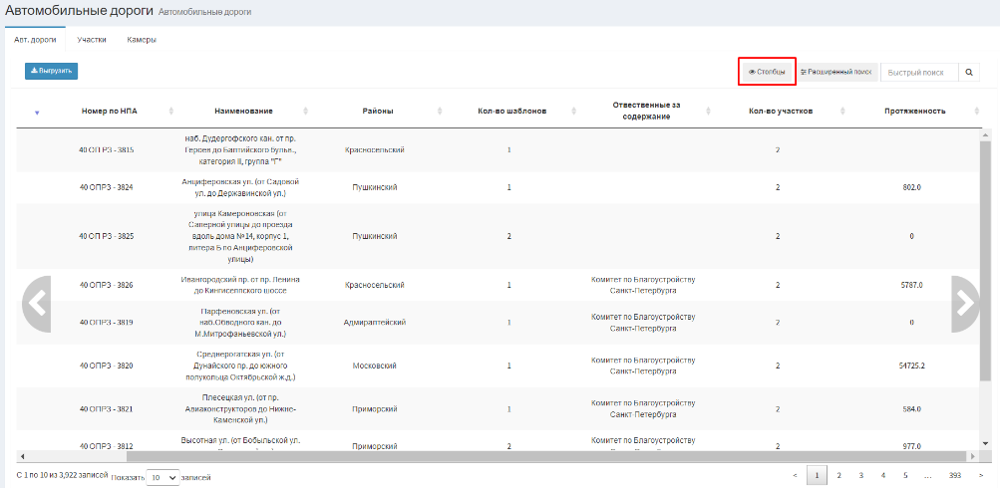 Автомобильные дороги Автомобильные дороги
Авт. дороги Участки Камеры
Выгрузить Столбцы Расширенный поиск Быстрый поиск
Номер по НПА Наименование Районы Кол-во шаблонов Отвественные за содержание Кол-во участков Протяженность
40 ОП РЗ - 3815
наб. Дудергофского кан. от пр.
Героев до Балтийского бульв.,
категория II, группа "Г"
Красносельский 1 2
40 ОПРЗ - 3824
Анциферовская ул. (от Садовой
ул. до Державинской ул.)
Пушкинский 1 2 802.0
40 ОП РЗ - 3825
улица Камероновская (от
Саперной улицы до проезда
вдоль дома №14, корпус 1,
литера Б по Анциферовской
улицы)
Пушкинский 2 2 0
40 ОПРЗ - 3826
Ивангородский пр. от пр. Ленина
до Кингисеппского шоссе
Красносельский 1
Комитет по Благоустройству
Санкт-Петербурга
2 5787.0
40 ОПРЗ - 3819
Парфеновская ул. (от
наб.Обводного кан. до
М.Митрофаньевской ул.)
Адмиралтейский 1
Комитет по Благоустройству
Санкт-Петербурга
2 0
40 ОПРЗ - 3820
Среднерогатская ул. (от
Дунайского пр. до южного
полукольца Октябрьской ж.д.)
Московский 1
Комитет по Благоустройству
Санкт-Петербурга
2 54725.2
40 ОПРЗ - 3821
Плесецкая ул. (от пр.
Авиаконструкторов до Нижне-
Каменской ул.)
Приморский 1
Комитет по Благоустройству
Санкт-Петербурга
2 584.0
40 ОПРЗ - 3812
Высотная ул. (от Бобыльской ул.
Приморский 2
Комитет по Благоустройству
2 977.0
С 1 по 10 из 3,922 записей Показать 10 записей < 1 2 3 4 5 ... 393 >